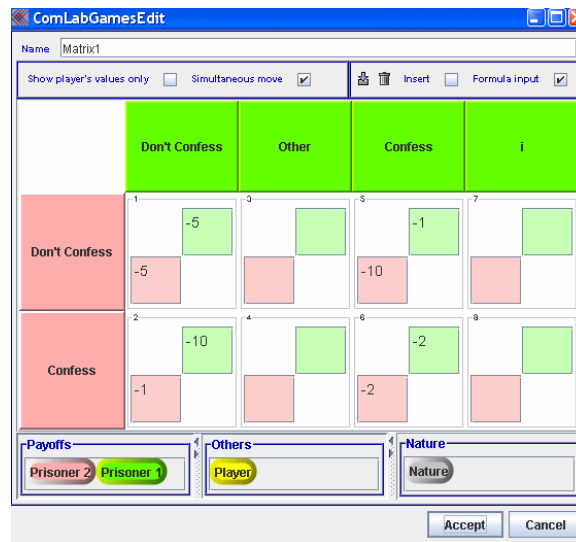 ComLabGamesEdit
Name Matrix1
Show player's values only Simultaneous move Insert Formula input
Don't Confess Other Confess i
1 3 5 7
-5 -1
Don't Confess
-5 -10
2 4 6 8
-10 -2
Confess
-1 -2
Payoffs Others Nature
Prisoner 2 Prisoner 1 Player Nature
Accept Cancel